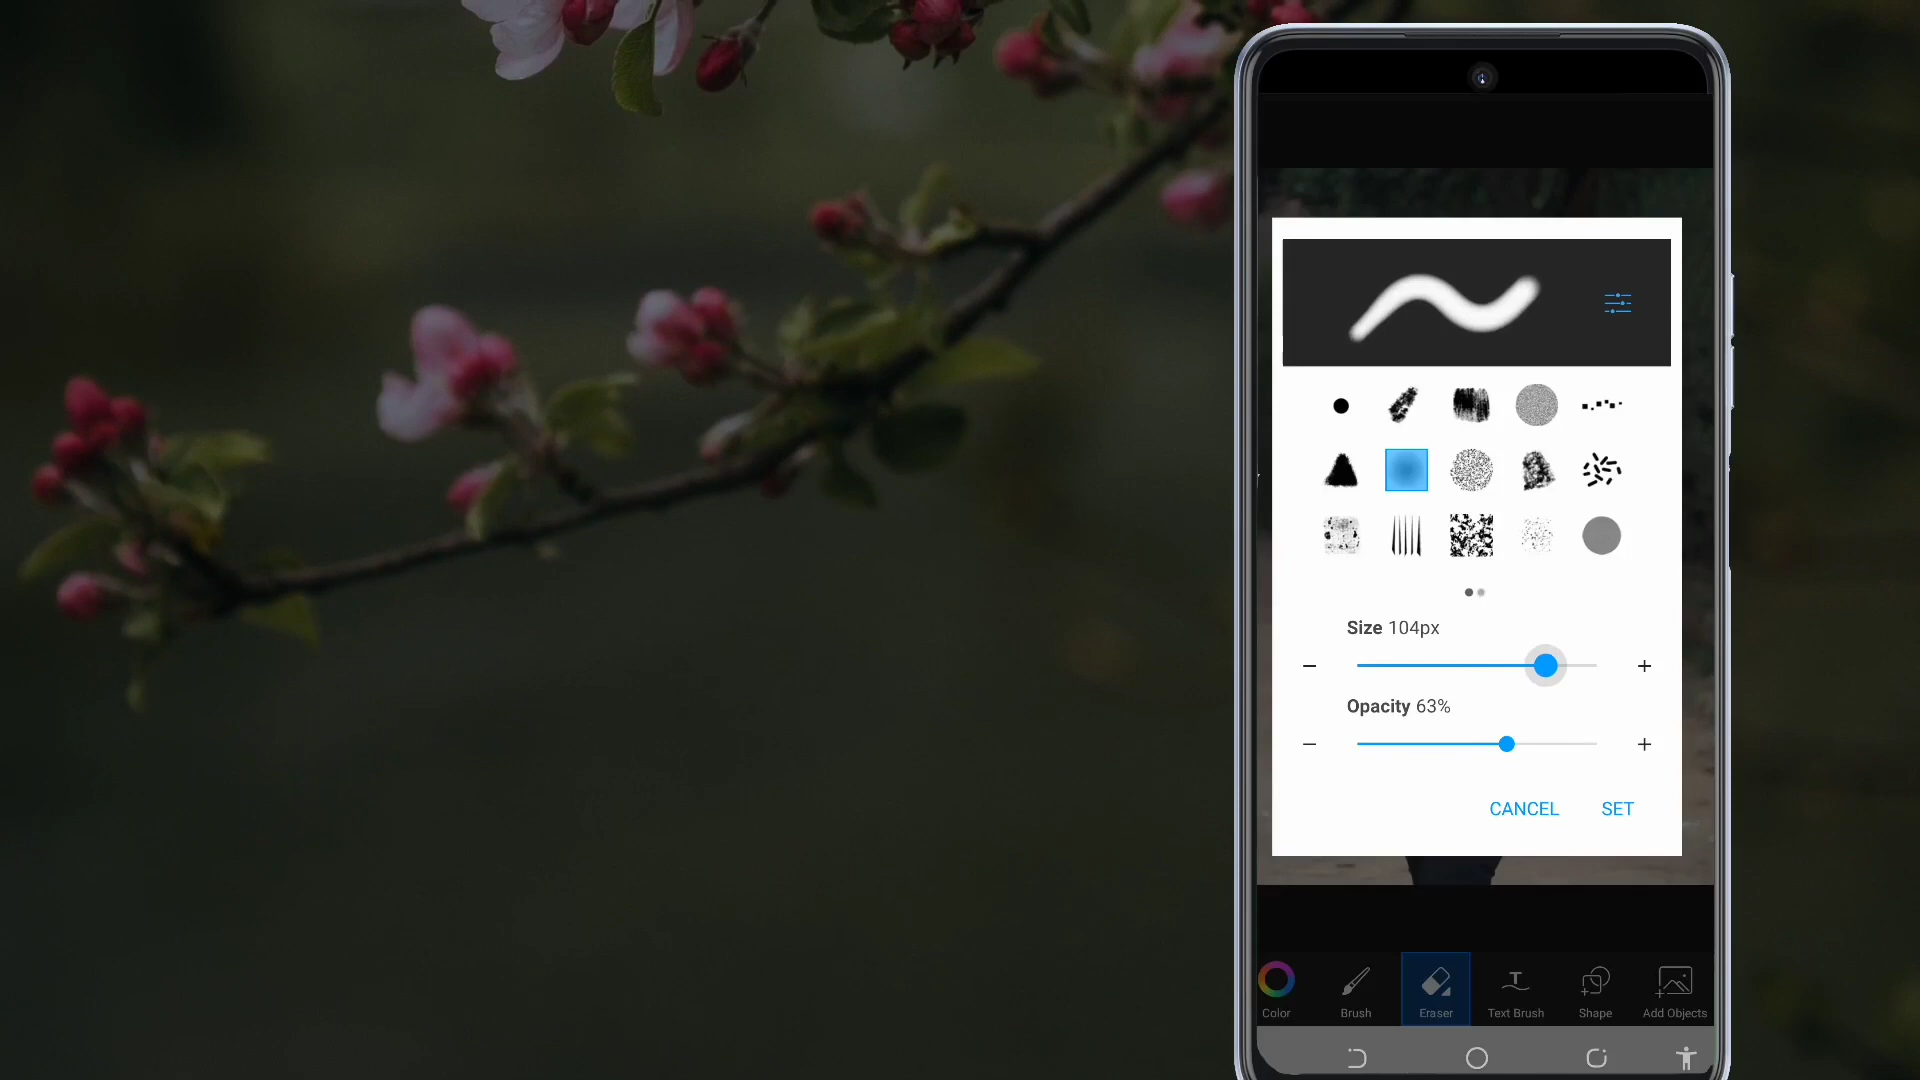 Size 104px
Opacity 63%
CANCEL SET
Color Brush Eraser Text Brush Shape Add Objects